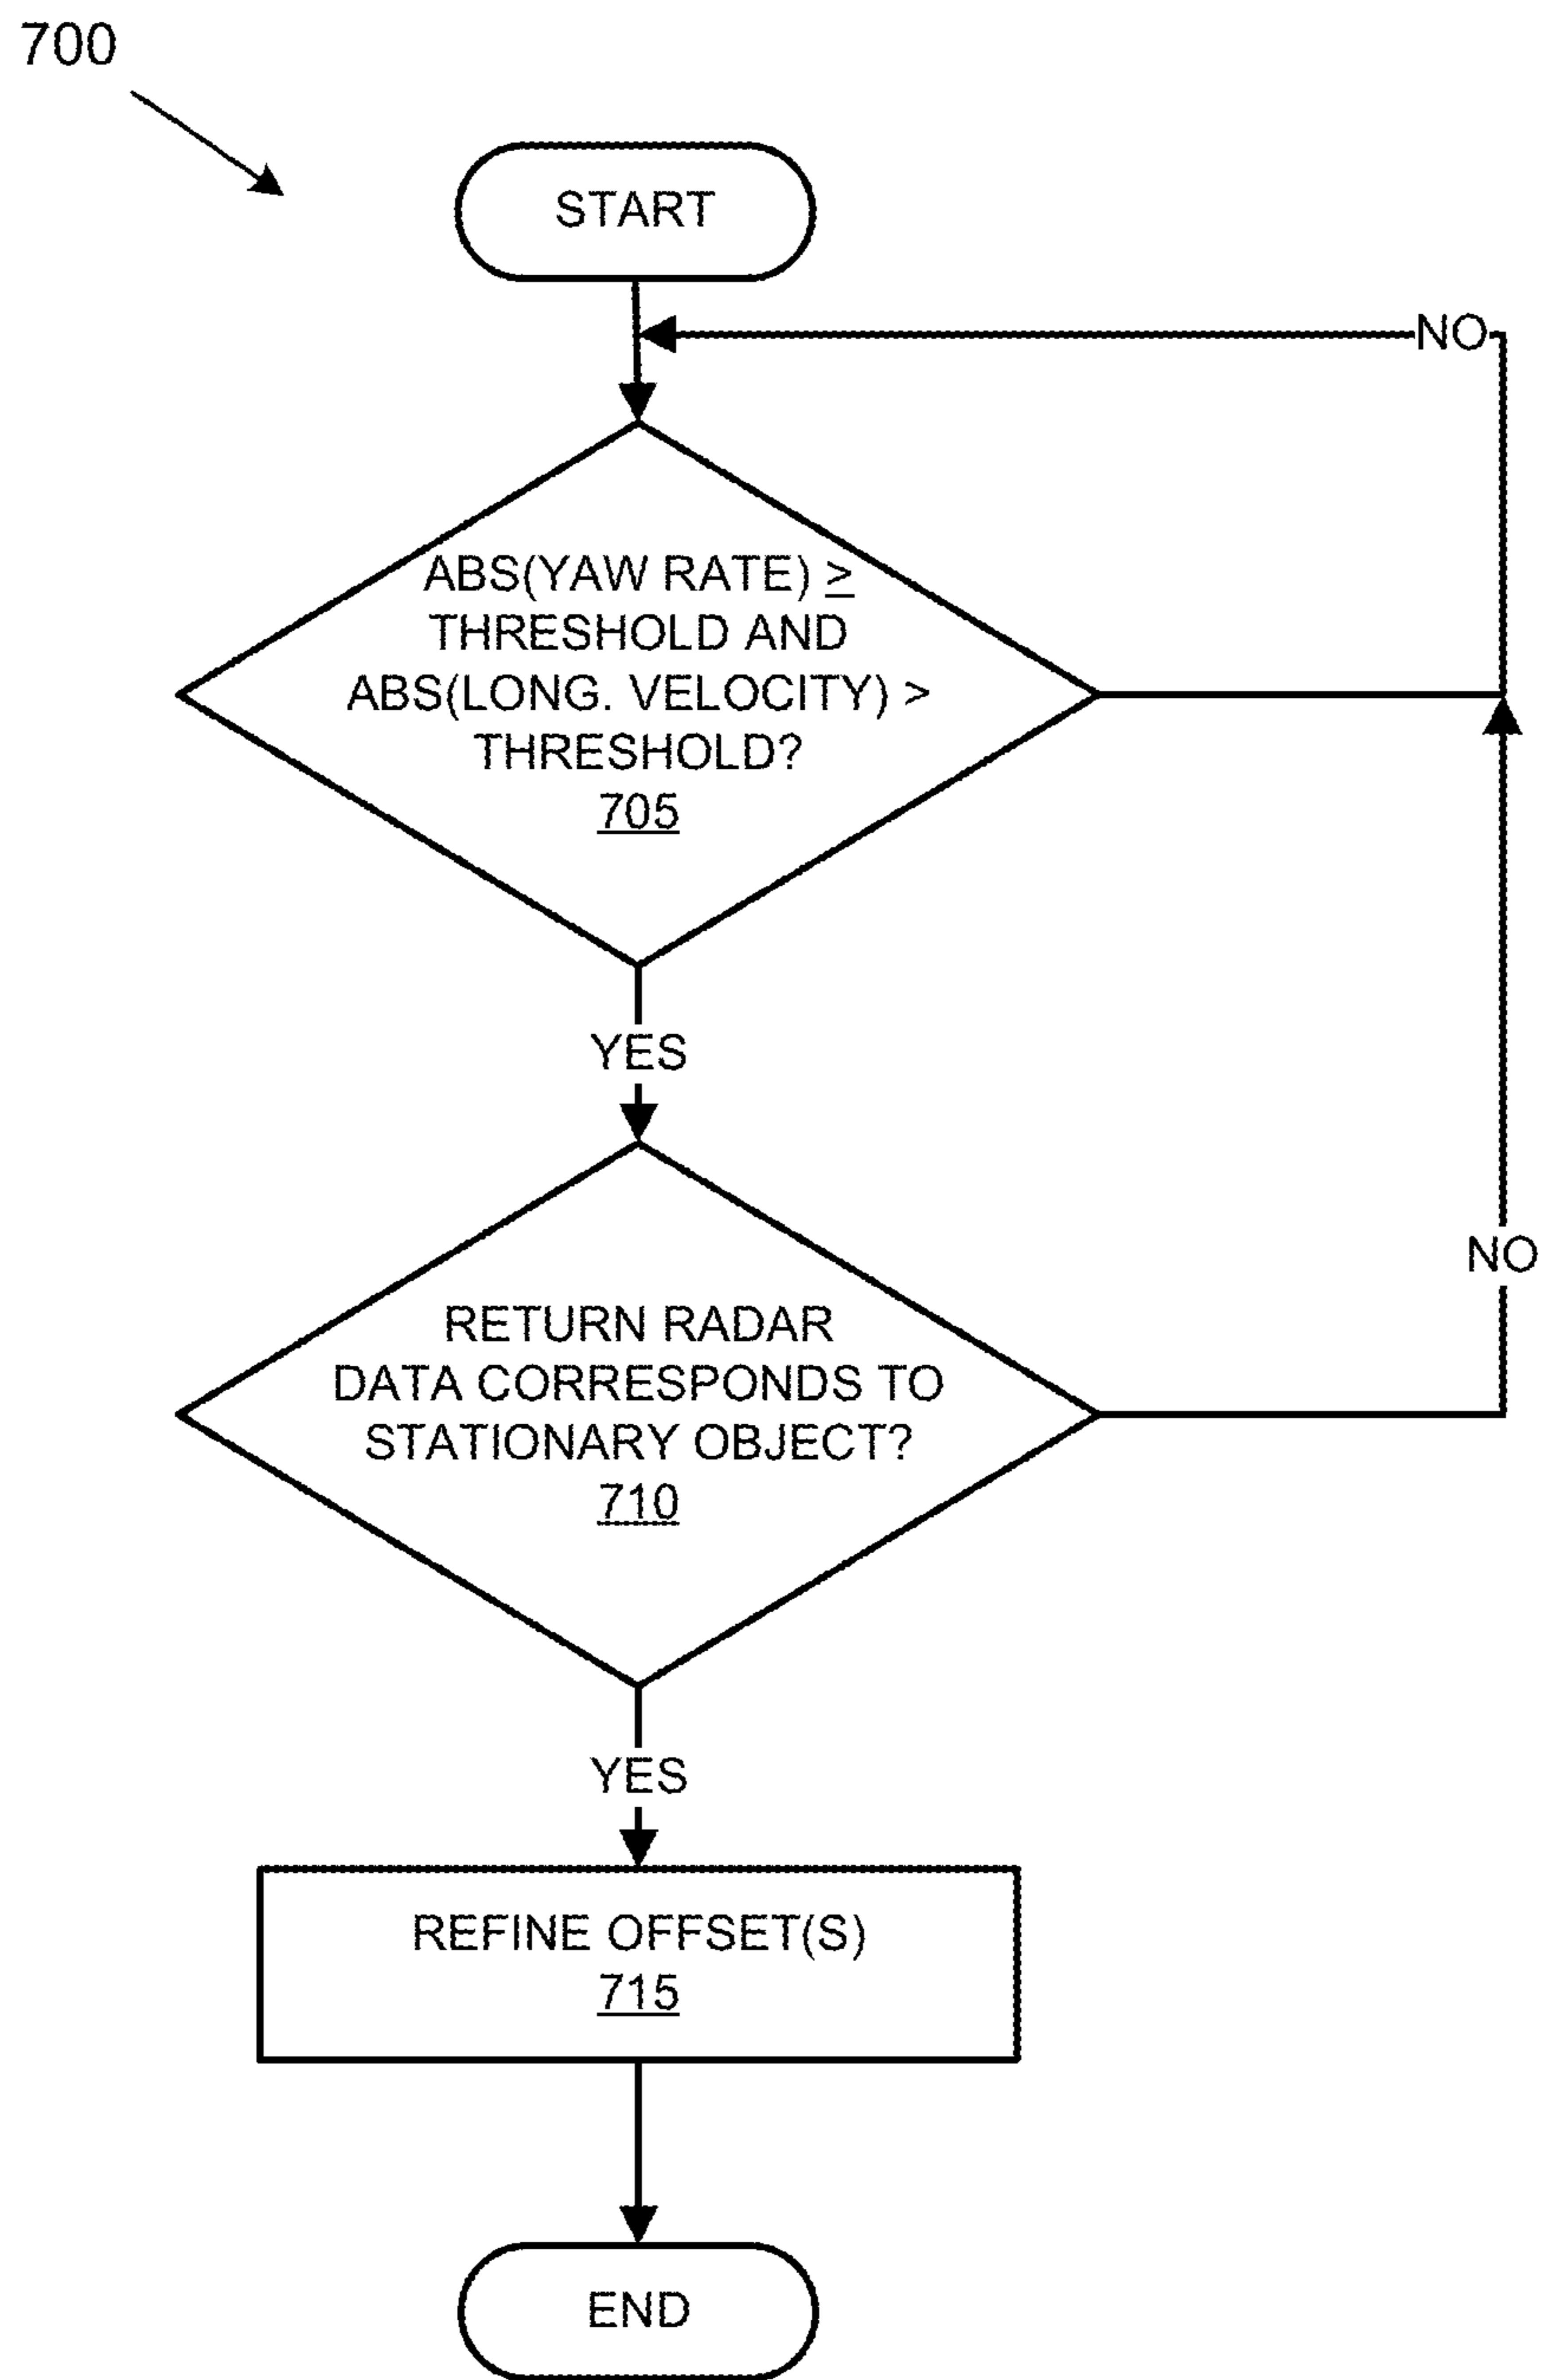 700
START
NO
ABS(YAW RATE) ≥
THRESHOLD AND
ABS(LONG. VELOCITY) >
THRESHOLD?
705
YES
NO
RETURN RADAR
DATA CORRESPONDS TO
STATIONARY OBJECT?
710
YES
REFINE OFFSET(S)
715
END